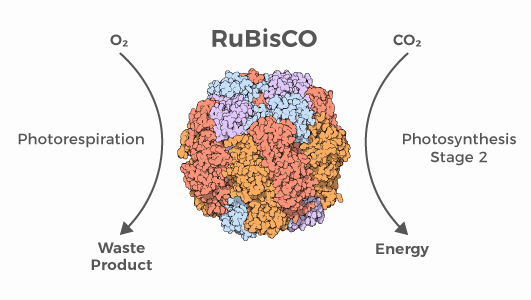 RuBisCO
O₂
CO₂
Photorespiration
Photosynthesis
Stage 2
Waste
Product
Energy